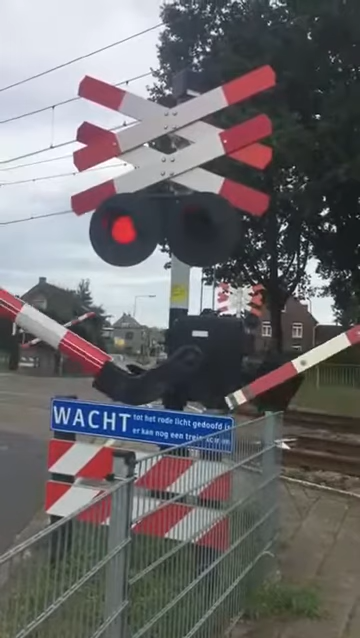 WACHT tot het rode licht gedoofd is
er kan nog een trein komen